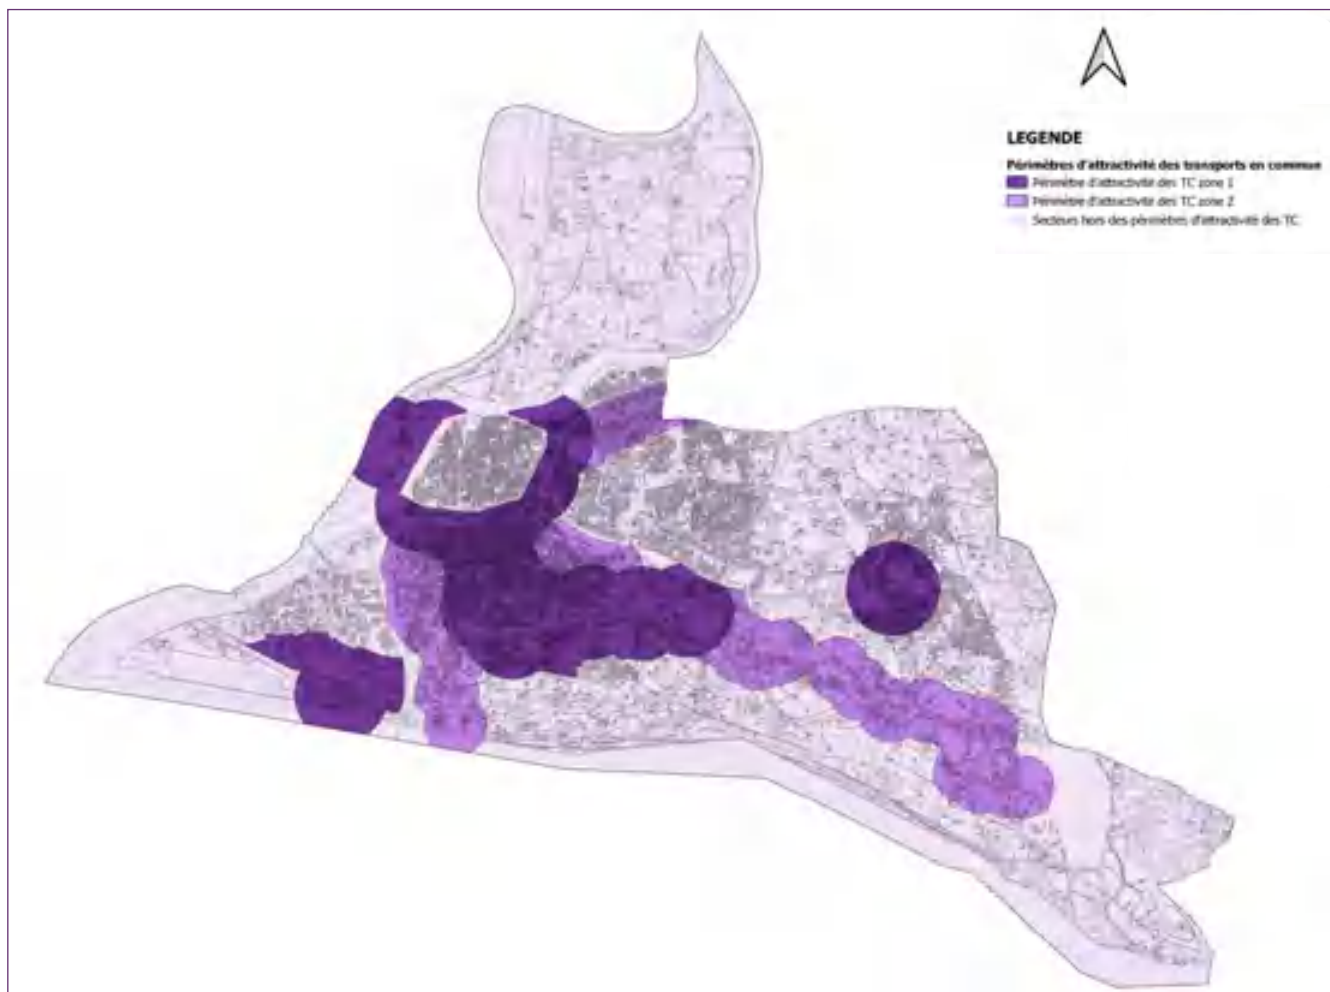 LEGENDE
Périmètres d'attractivité des transports en commun
Périmètre d'attractivité des TC zone 1
Périmètre d'attractivité des TC zone 2
Secteurs hors des périmètres d'attractivité des TC